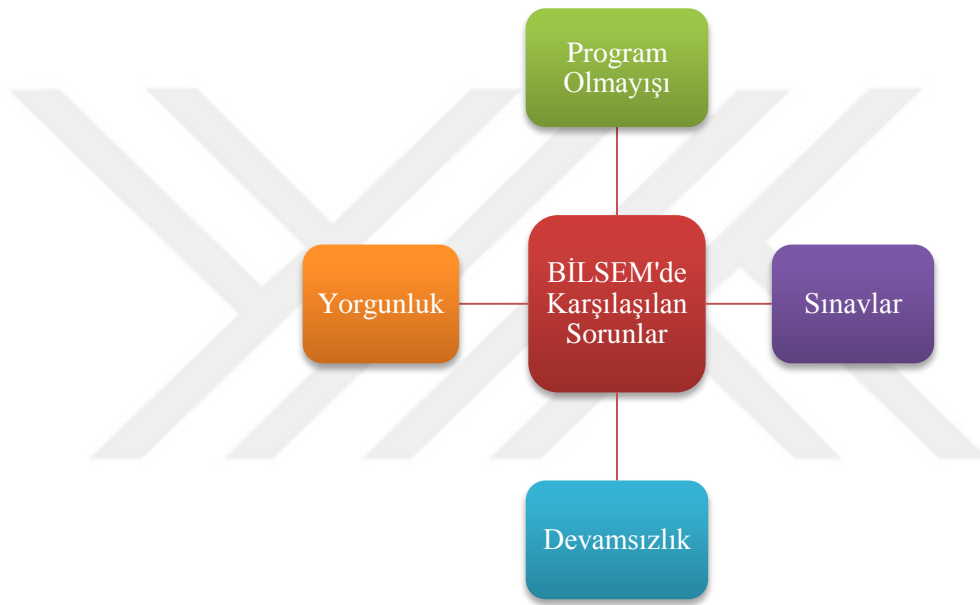 Program
Olmayışı
Yorgunluk
BİLSEM'de
Karşılaşılan
Sorunlar
Sınavlar
Devamsızlık